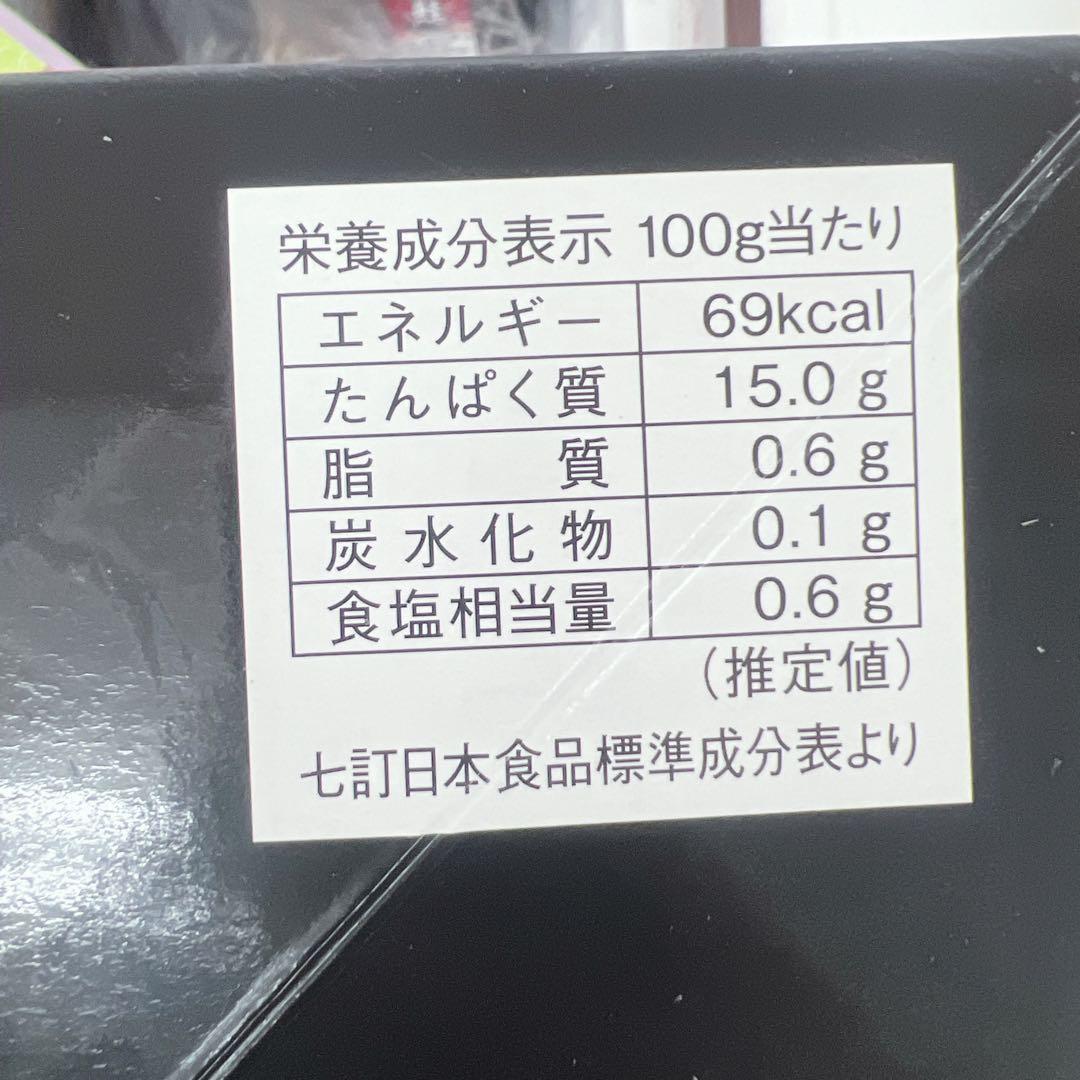 栄養成分表示 100g当たり
エネルギー 69kcal
たんぱく質 15.0 g
脂質 0.6 g
炭水化物 0.1 g
食塩相当量 0.6 g
(推定値)
七訂日本食品標準成分表より